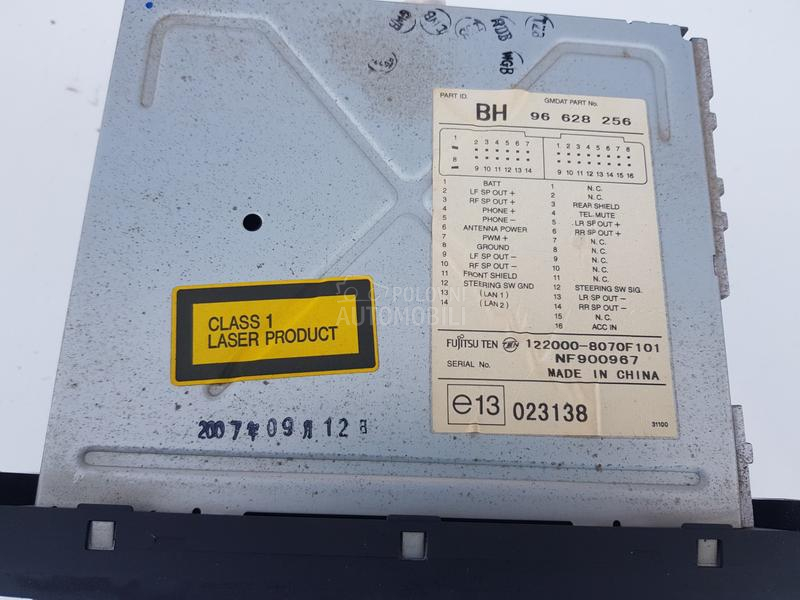 RDB
WGB
PART ID.
GMDAT PART No.
BH 96 628 256
1
2 3 4 5 6 7
1 2 3 4 5 6 7 8
8
9 10 11 12 13 14
9 10 11 12 13 14 15 16
1 BATT
2 LF SP OUT +
3 RF SP OUT +
4 PHONE +
5 PHONE -
6 ANTENNA POWER
7 PWM +
8 GROUND
9 LF SP OUT -
10 RF SP OUT -
11 FRONT SHIELD
12 STEERING SW GND
13 (LAN 1)
14 (LAN 2)
1 N.C.
2 N.C.
3 REAR SHIELD
4 TEL.MUTE
5 LR SP OUT +
6 RR SP OUT +
7 N.C.
8 N.C.
9 N.C.
10 N.C.
11 N.C.
12 STEERING SW SIG.
13 LR SP OUT -
14 RR SP OUT -
15 N.C.
16 ACC IN
FUJITSU TEN 122000-8070F101
SERIAL No. NF900967
MADE IN CHINA
e13 023138
31100
CLASS 1
LASER PRODUCT
POLOVNI
AUTOMOBILI
2007年09月12日